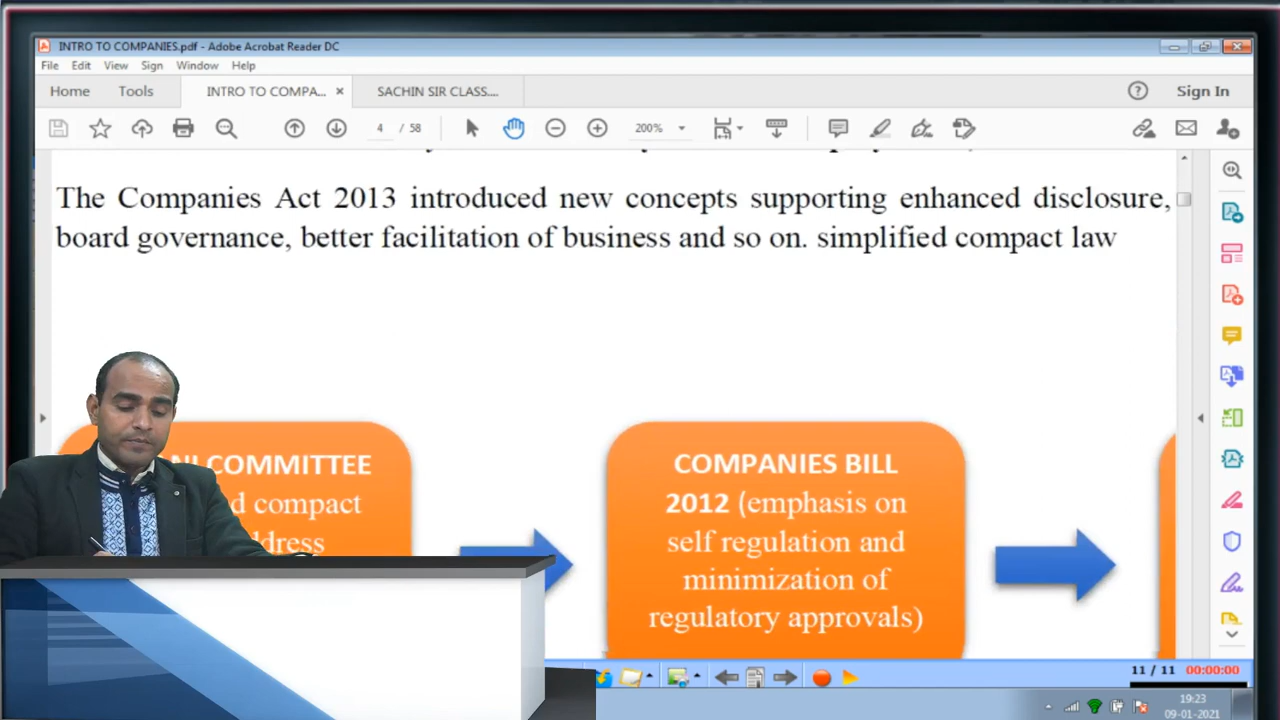 INTRO TO COMPANIES.pdf - Adobe Acrobat Reader DC
File Edit View Sign Window Help
Home Tools INTRO TO COMPA... × SACHIN SIR CLASS.... ? Sign In
4 / 58 200%
The Companies Act 2013 introduced new concepts supporting enhanced disclosure,
board governance, better facilitation of business and so on. simplified compact law
COMMITTEE
compact
COMPANIES BILL
2012 (emphasis on
self regulation and
minimization of
regulatory approvals)
11 / 11 00:00:00
19:23
09-01-2021